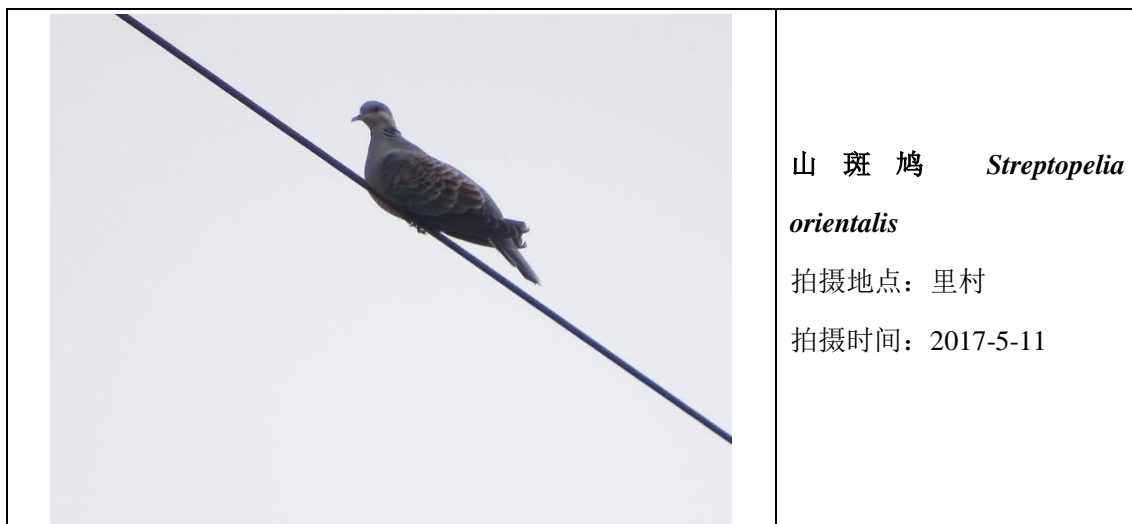 山 斑 鸠 Streptopelia
orientalis
拍摄地点：里村
拍摄时间：2017-5-11